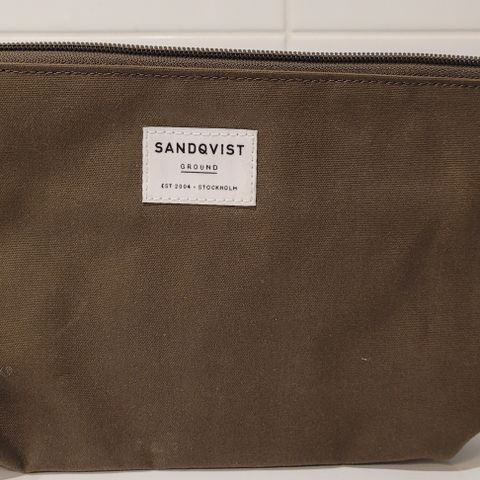 SANDQVIST
GROUND
EST 2004 - STOCKHOLM